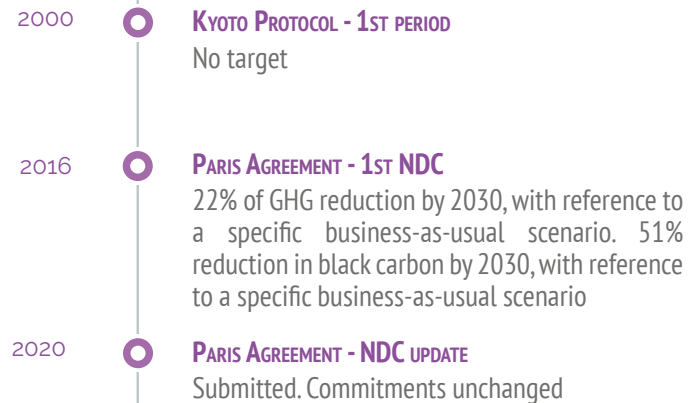 2000
Kyoto Protocol - 1st period
No target
2016
Paris Agreement - 1st NDC
22% of GHG reduction by 2030, with reference to
a specific business-as-usual scenario. 51%
reduction in black carbon by 2030, with reference
to a specific business-as-usual scenario
2020
Paris Agreement - NDC update
Submitted. Commitments unchanged